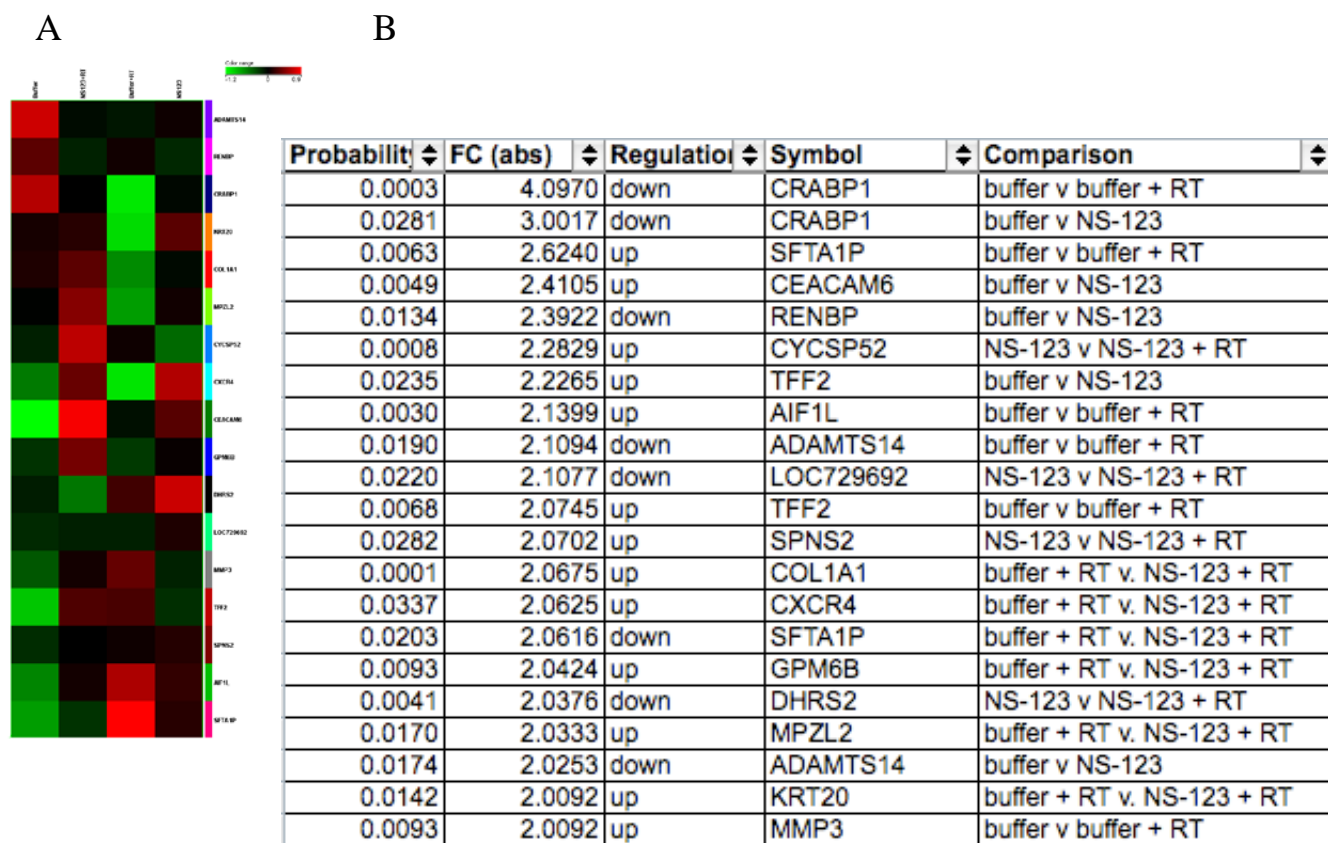 A
B
Color range
-1.2 0 0.9
Buffer NS123+RT Buffer+RT NS123
ADAMTS14
RENBP
CRABP1
KRT20
COL1A1
MPZL2
CYCSP52
CXCR4
CEACAM6
GPM6B
DHRS2
LOC729692
MMP3
TFF2
SPNS2
AIF1L
SFTA1P
Probability FC (abs) Regulation Symbol Comparison
0.0003 4.0970 down CRABP1 buffer v buffer + RT
0.0281 3.0017 down CRABP1 buffer v NS-123
0.0063 2.6240 up SFTA1P buffer v buffer + RT
0.0049 2.4105 up CEACAM6 buffer v NS-123
0.0134 2.3922 down RENBP buffer v NS-123
0.0008 2.2829 up CYCSP52 NS-123 v NS-123 + RT
0.0235 2.2265 up TFF2 buffer v NS-123
0.0030 2.1399 up AIF1L buffer v buffer + RT
0.0190 2.1094 down ADAMTS14 buffer v buffer + RT
0.0220 2.1077 down LOC729692 NS-123 v NS-123 + RT
0.0068 2.0745 up TFF2 buffer v buffer + RT
0.0282 2.0702 up SPNS2 NS-123 v NS-123 + RT
0.0001 2.0675 up COL1A1 buffer + RT v. NS-123 + RT
0.0337 2.0625 up CXCR4 buffer + RT v. NS-123 + RT
0.0203 2.0616 down SFTA1P buffer + RT v. NS-123 + RT
0.0093 2.0424 up GPM6B buffer + RT v. NS-123 + RT
0.0041 2.0376 down DHRS2 NS-123 v NS-123 + RT
0.0170 2.0333 up MPZL2 buffer + RT v. NS-123 + RT
0.0174 2.0253 down ADAMTS14 buffer v NS-123
0.0142 2.0092 up KRT20 buffer + RT v. NS-123 + RT
0.0093 2.0092 up MMP3 buffer v buffer + RT